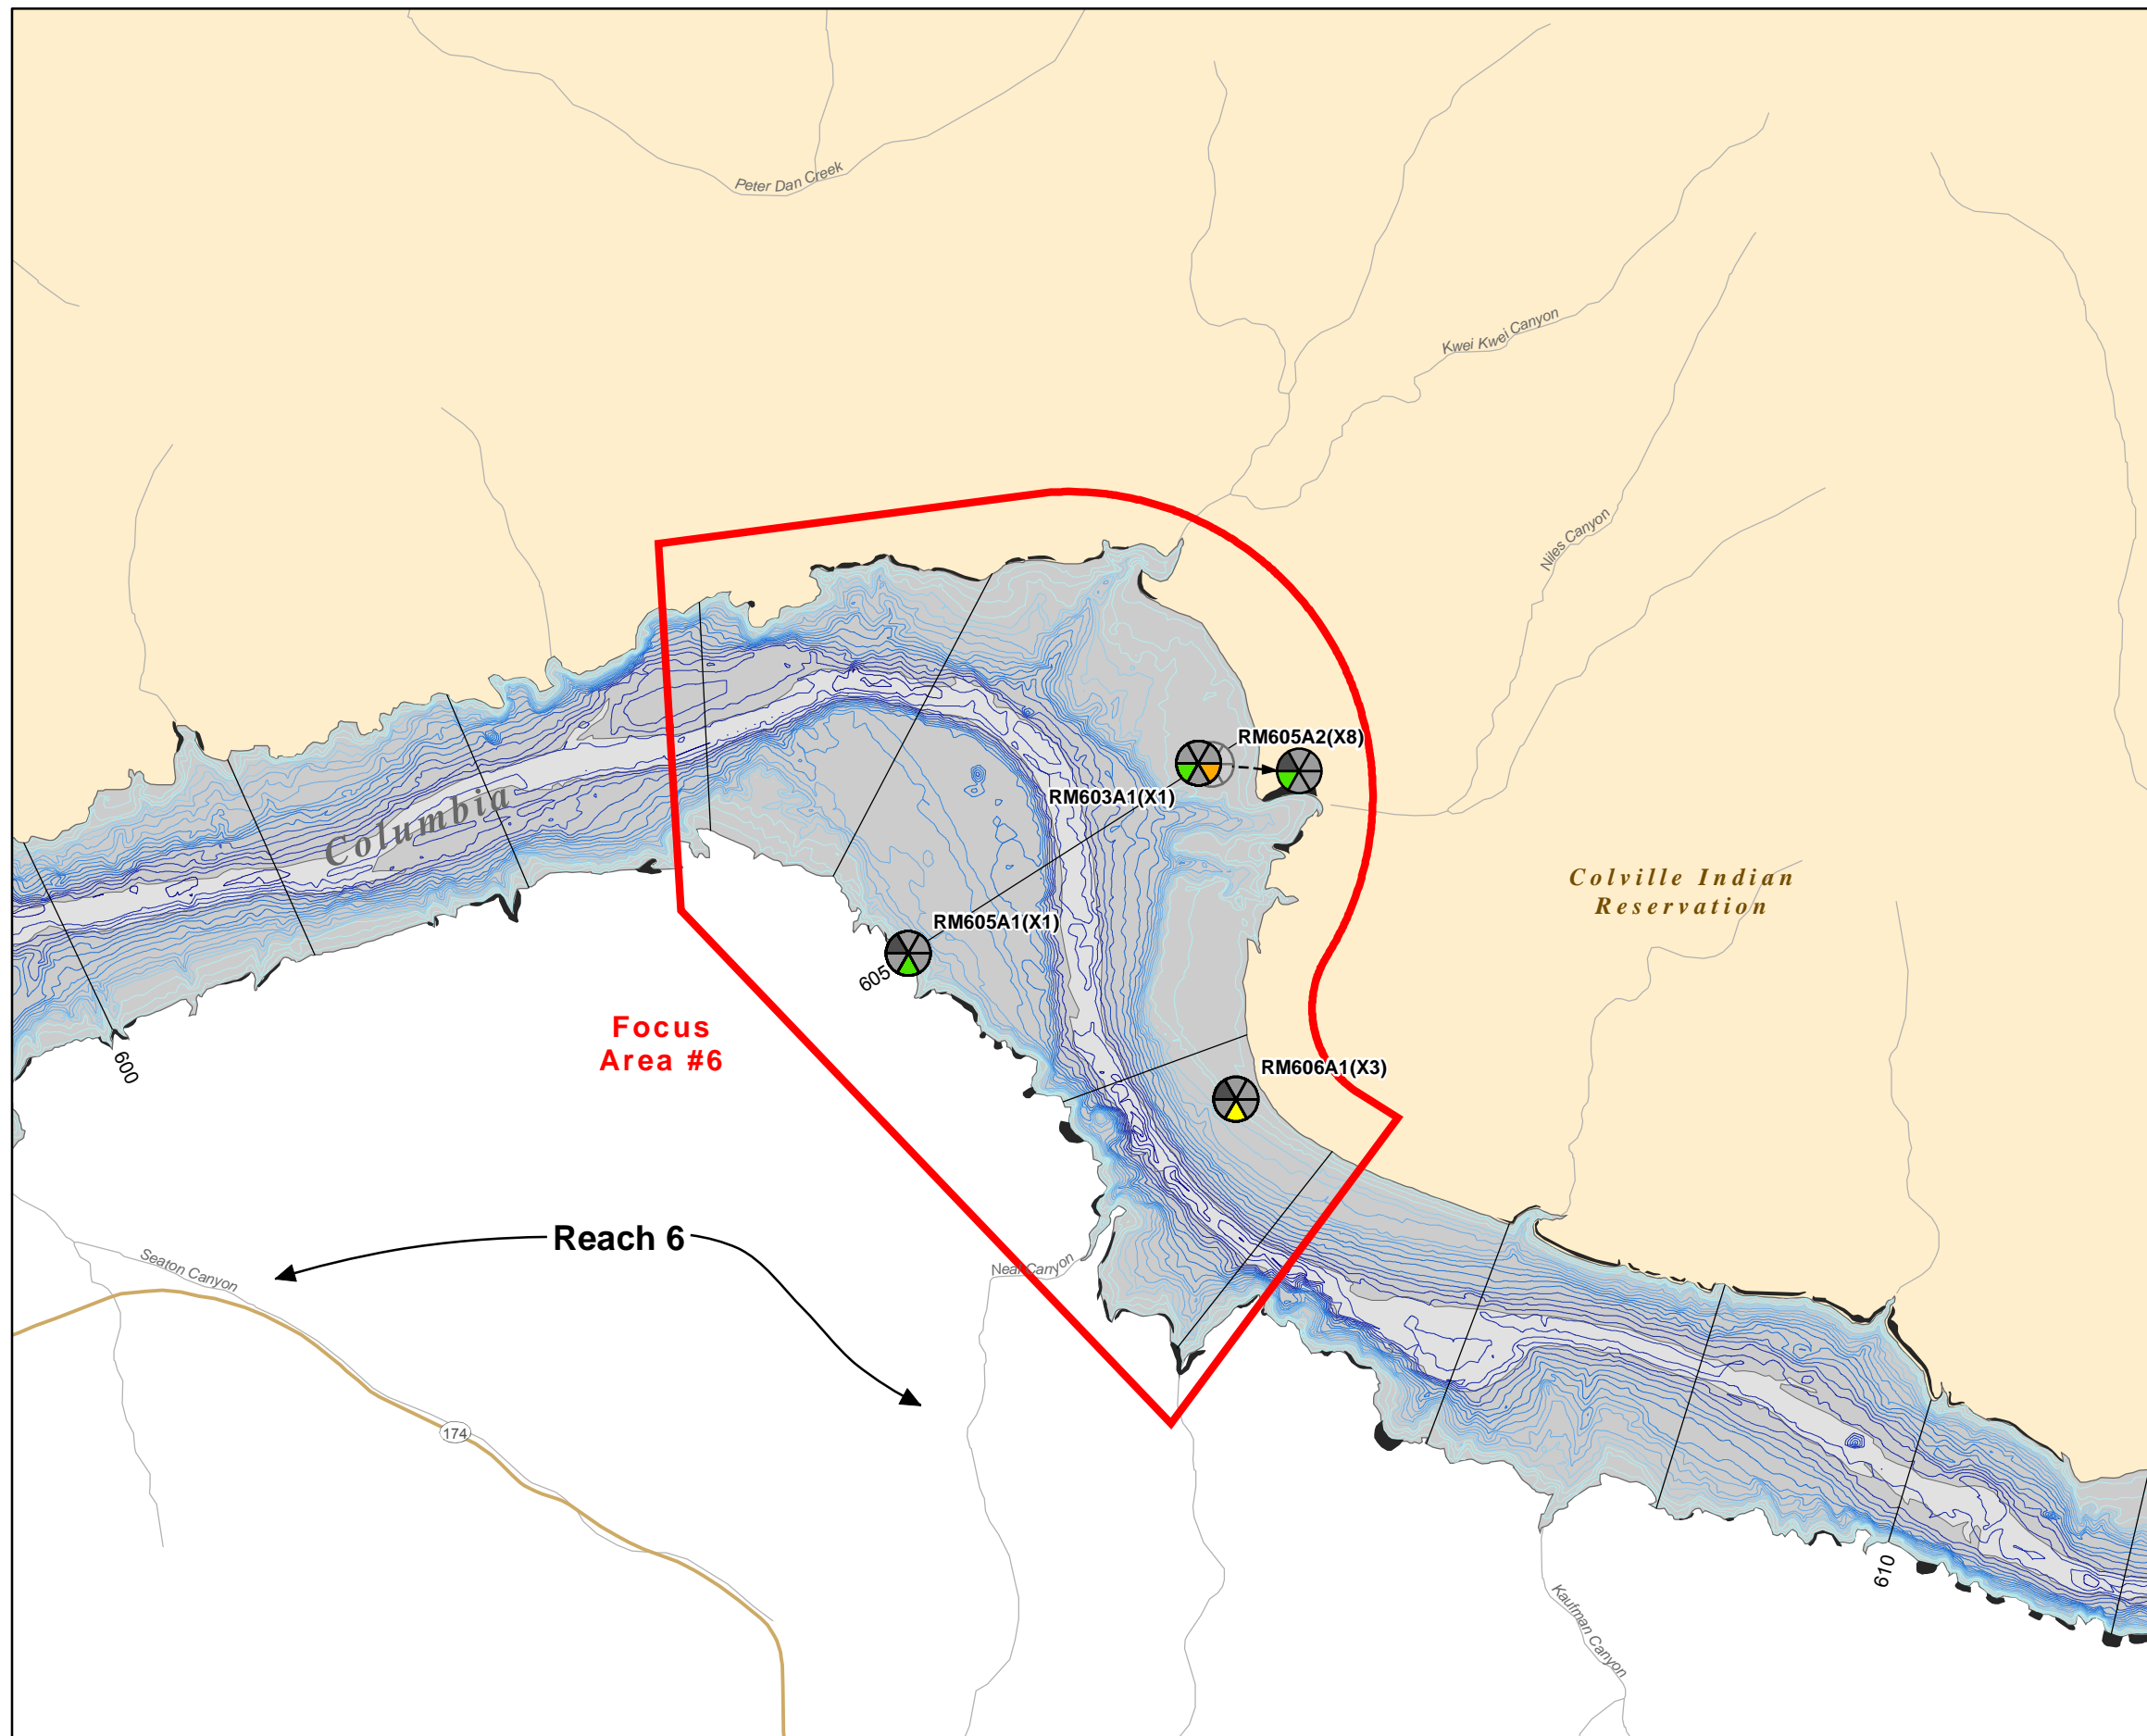 Peter Dan Creek
Kwei Kwei Canyon
Niles Canyon
RM605A2(X8)
RM603A1(X1)
Columbia
Colville Indian
Reservation
RM605A1(X1)
605
Focus
Area #6
600
RM606A1(X3)
Reach 6
Seaton Canyon
Neal Canyon
174
610
Kaufman Canyon